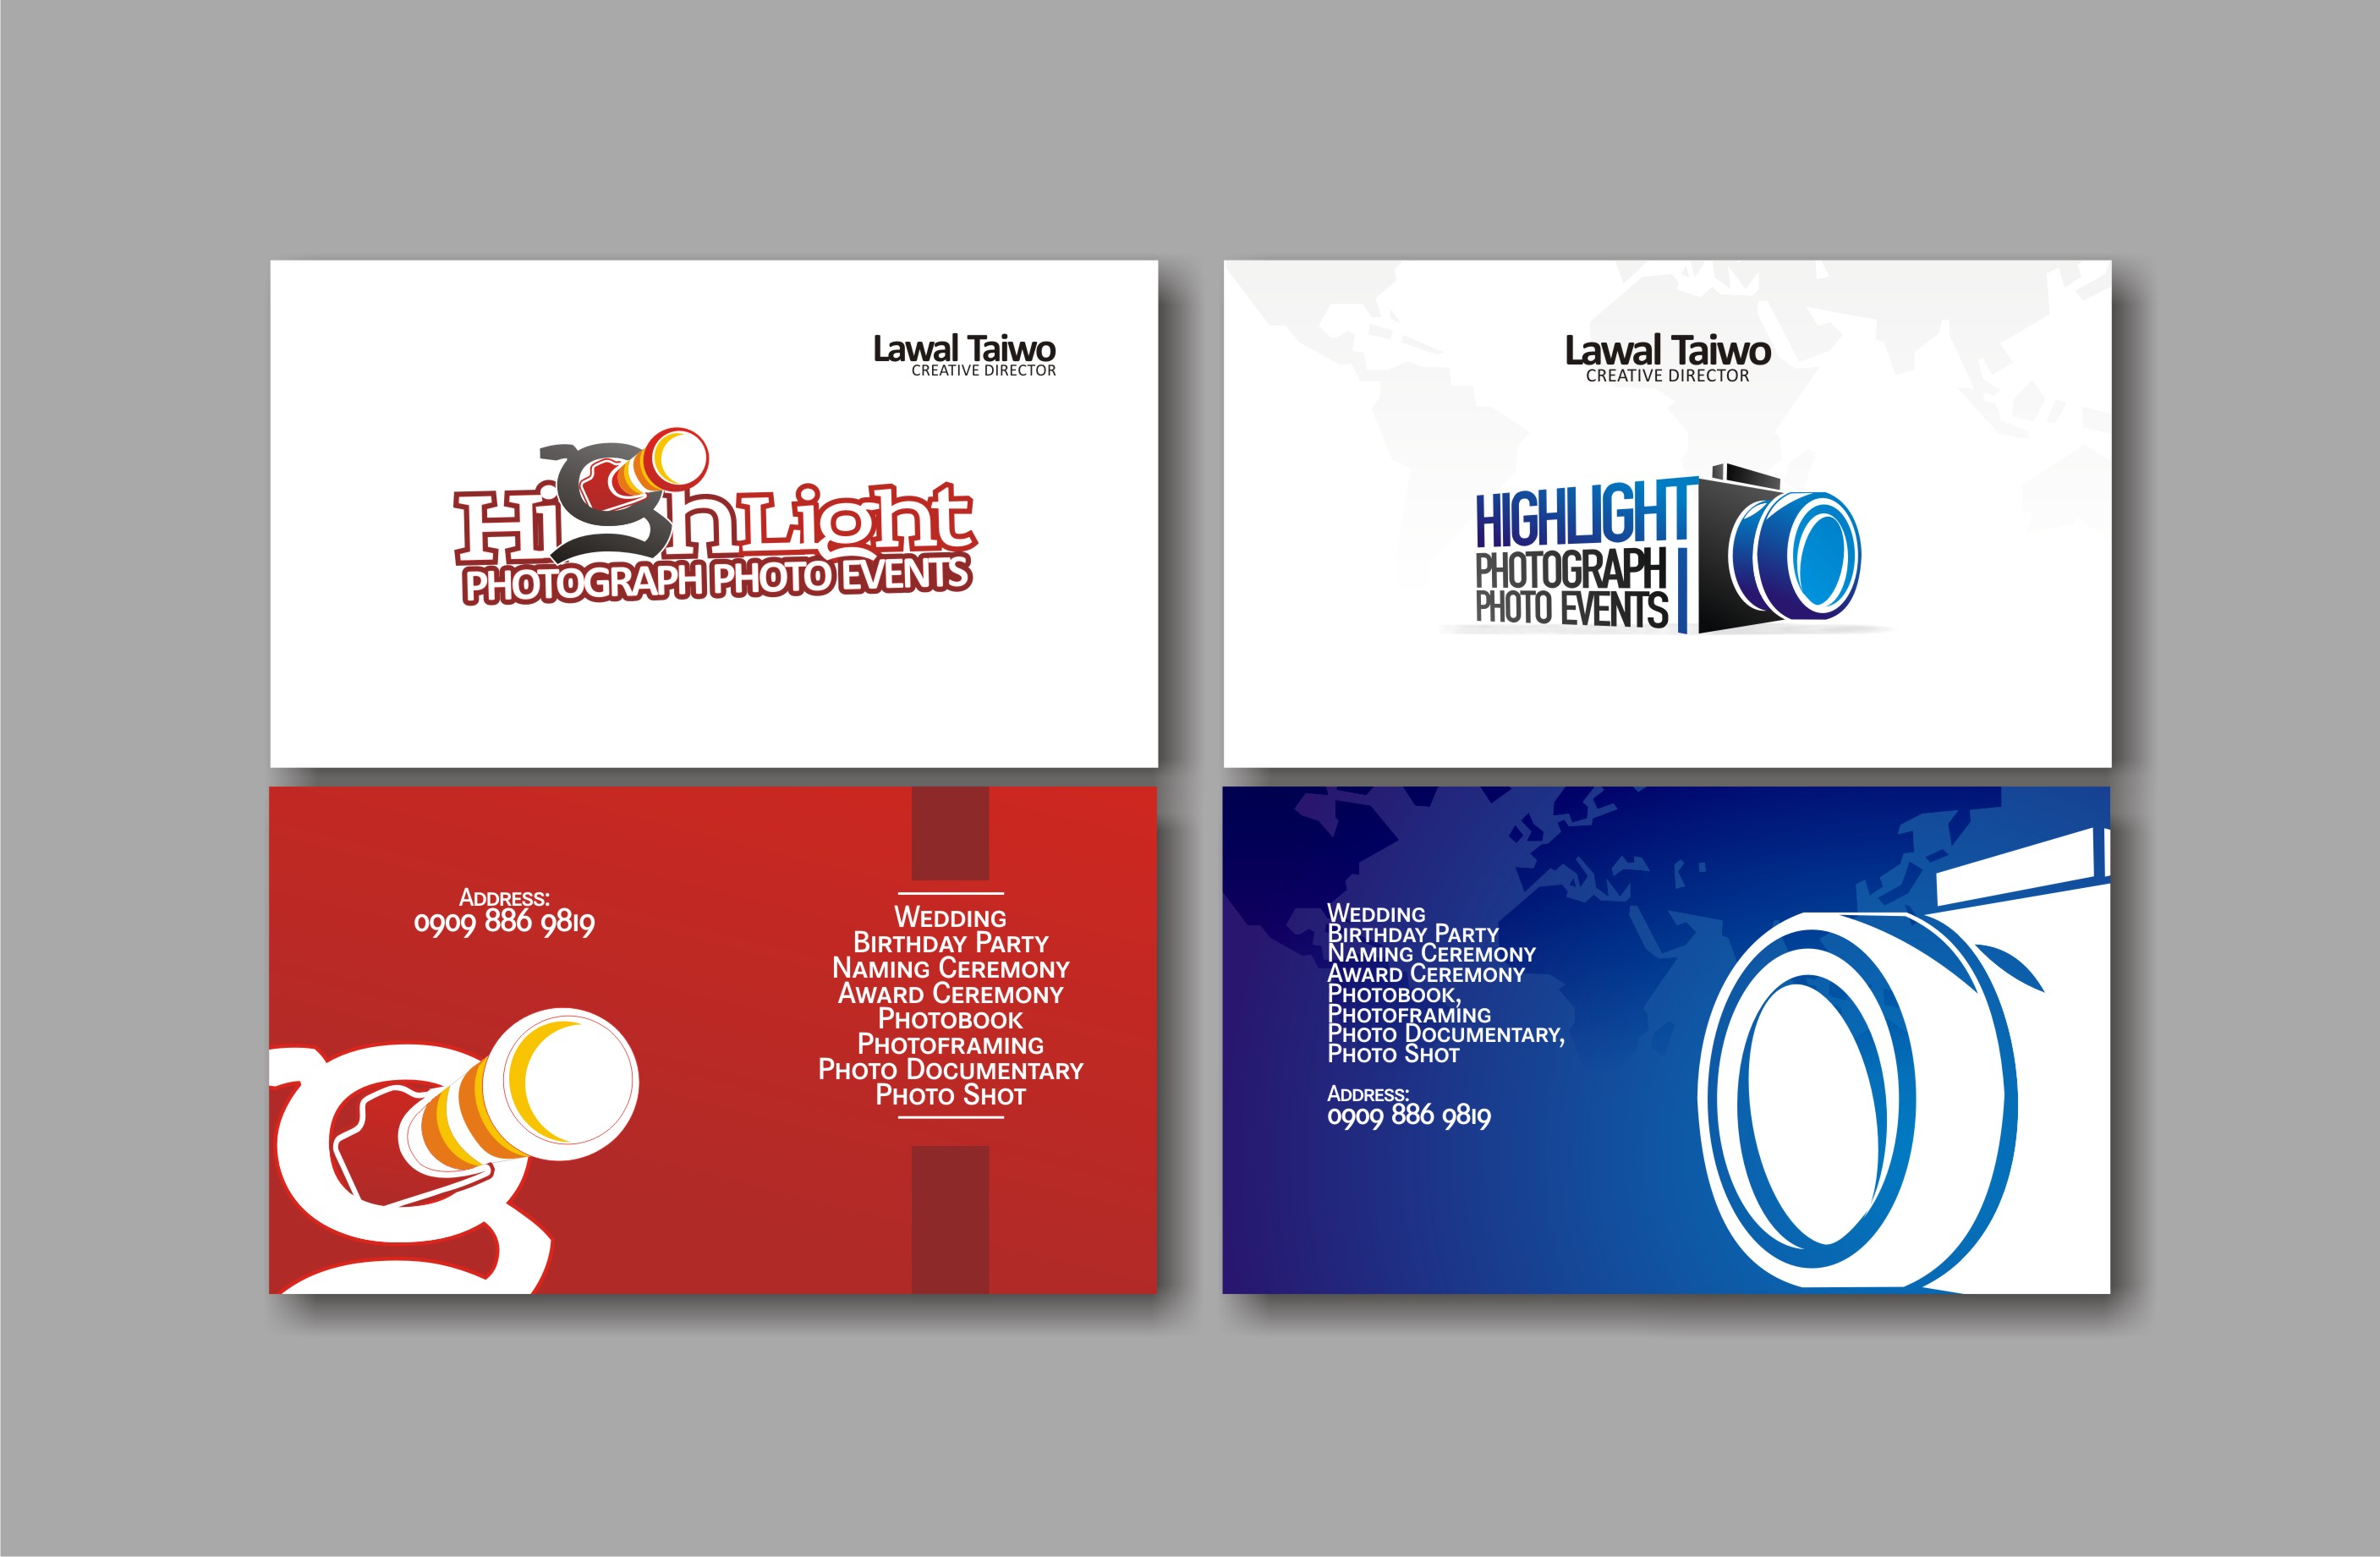 Lawal Taiwo
CREATIVE DIRECTOR
HighLight
PHOTOGRAPH PHOTO EVENTS
Lawal Taiwo
CREATIVE DIRECTOR
HIGHLIGHT
PHOTOGRAPH
PHOTO EVENTS
ADDRESS:
0909 886 9819
WEDDING
BIRTHDAY PARTY
NAMING CEREMONY
AWARD CEREMONY
PHOTOBOOK
PHOTOFRAMING
PHOTO DOCUMENTARY
PHOTO SHOT
WEDDING
BIRTHDAY PARTY
NAMING CEREMONY
AWARD CEREMONY
PHOTOBOOK,
PHOTOFRAMING
PHOTO DOCUMENTARY,
PHOTO SHOT
ADDRESS:
0909 886 9819